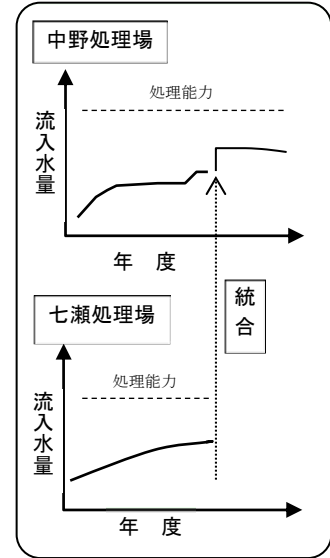 中野処理場
処理能力
流入水量
年 度
統合
七瀬処理場
処理能力
流入水量
年 度